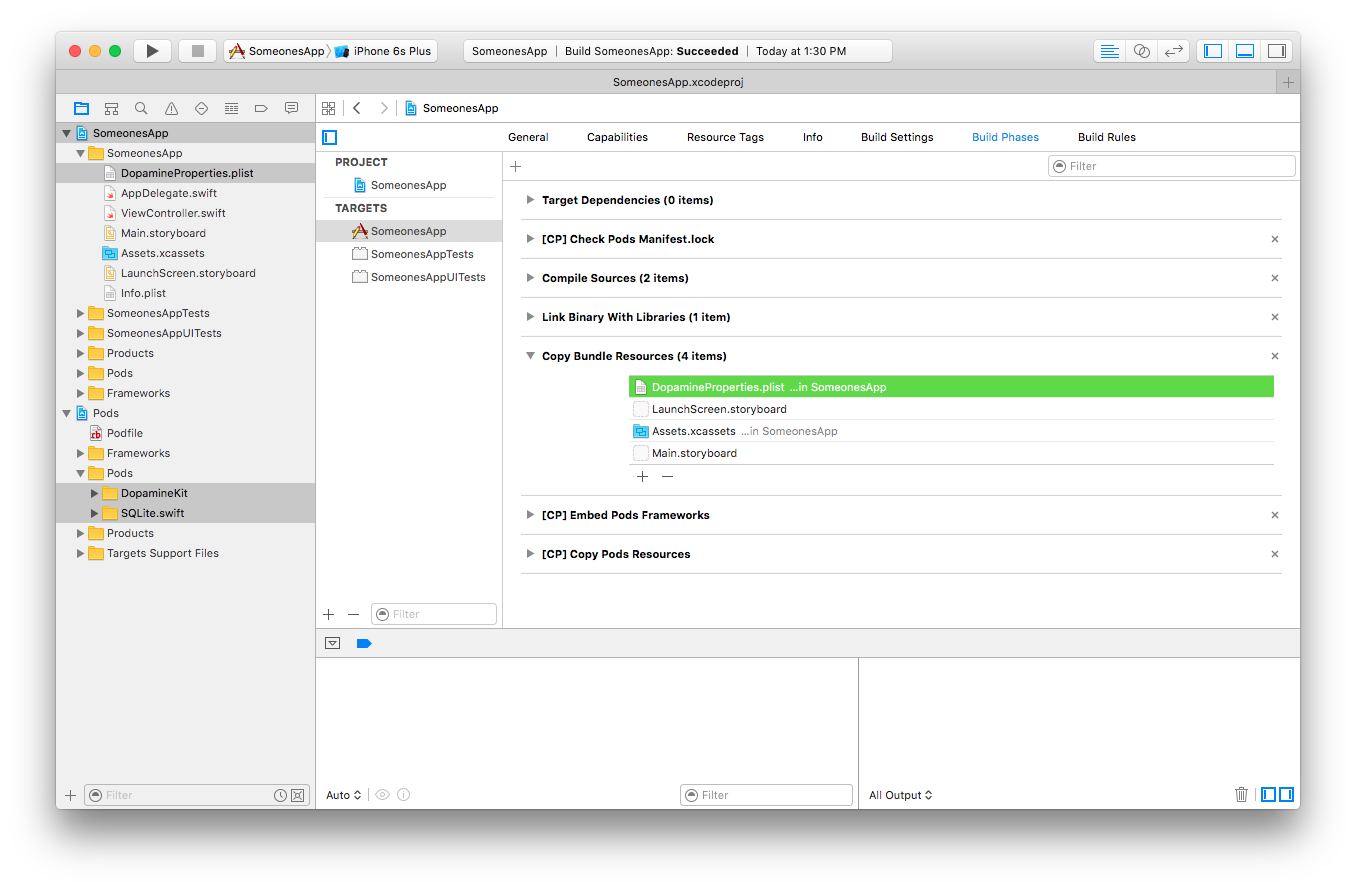 SomeonesApp iPhone 6s Plus
SomeonesApp Build SomeonesApp: Succeeded Today at 1:30 PM
SomeonesApp.xcodeproj
SomeonesApp
SomeonesApp
DopamineProperties.plist
AppDelegate.swift
ViewController.swift
Main.storyboard
Assets.xcassets
LaunchScreen.storyboard
Info.plist
SomeonesAppTests
SomeonesAppUITests
Products
Pods
Frameworks
Pods
Podfile
Frameworks
Pods
DopamineKit
SQLite.swift
Products
Targets Support Files
Filter
SomeonesApp
General Capabilities Resource Tags Info Build Settings Build Phases Build Rules
PROJECT
SomeonesApp
TARGETS
SomeonesApp
SomeonesAppTests
SomeonesAppUITests
Filter
Filter
Target Dependencies (0 items)
[CP] Check Pods Manifest.lock
Compile Sources (2 items)
Link Binary With Libraries (1 item)
Copy Bundle Resources (4 items)
DopamineProperties.plist ...in SomeonesApp
LaunchScreen.storyboard
Assets.xcassets ...in SomeonesApp
Main.storyboard
[CP] Embed Pods Frameworks
[CP] Copy Pods Resources
Auto
Filter
All Output